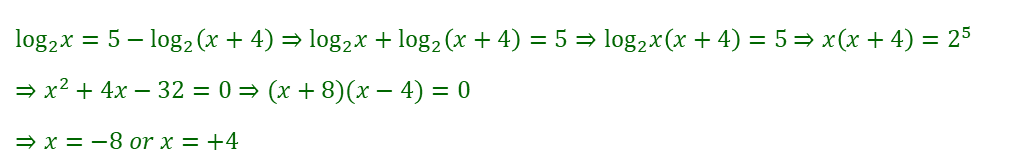 log₂x = 5 − log₂(x + 4) ⇒ log₂x + log₂(x + 4) = 5 ⇒ log₂x(x + 4) = 5 ⇒ x(x + 4) = 2⁵
⇒ x² + 4x − 32 = 0 ⇒ (x + 8)(x − 4) = 0
⇒ x = −8 or x = +4